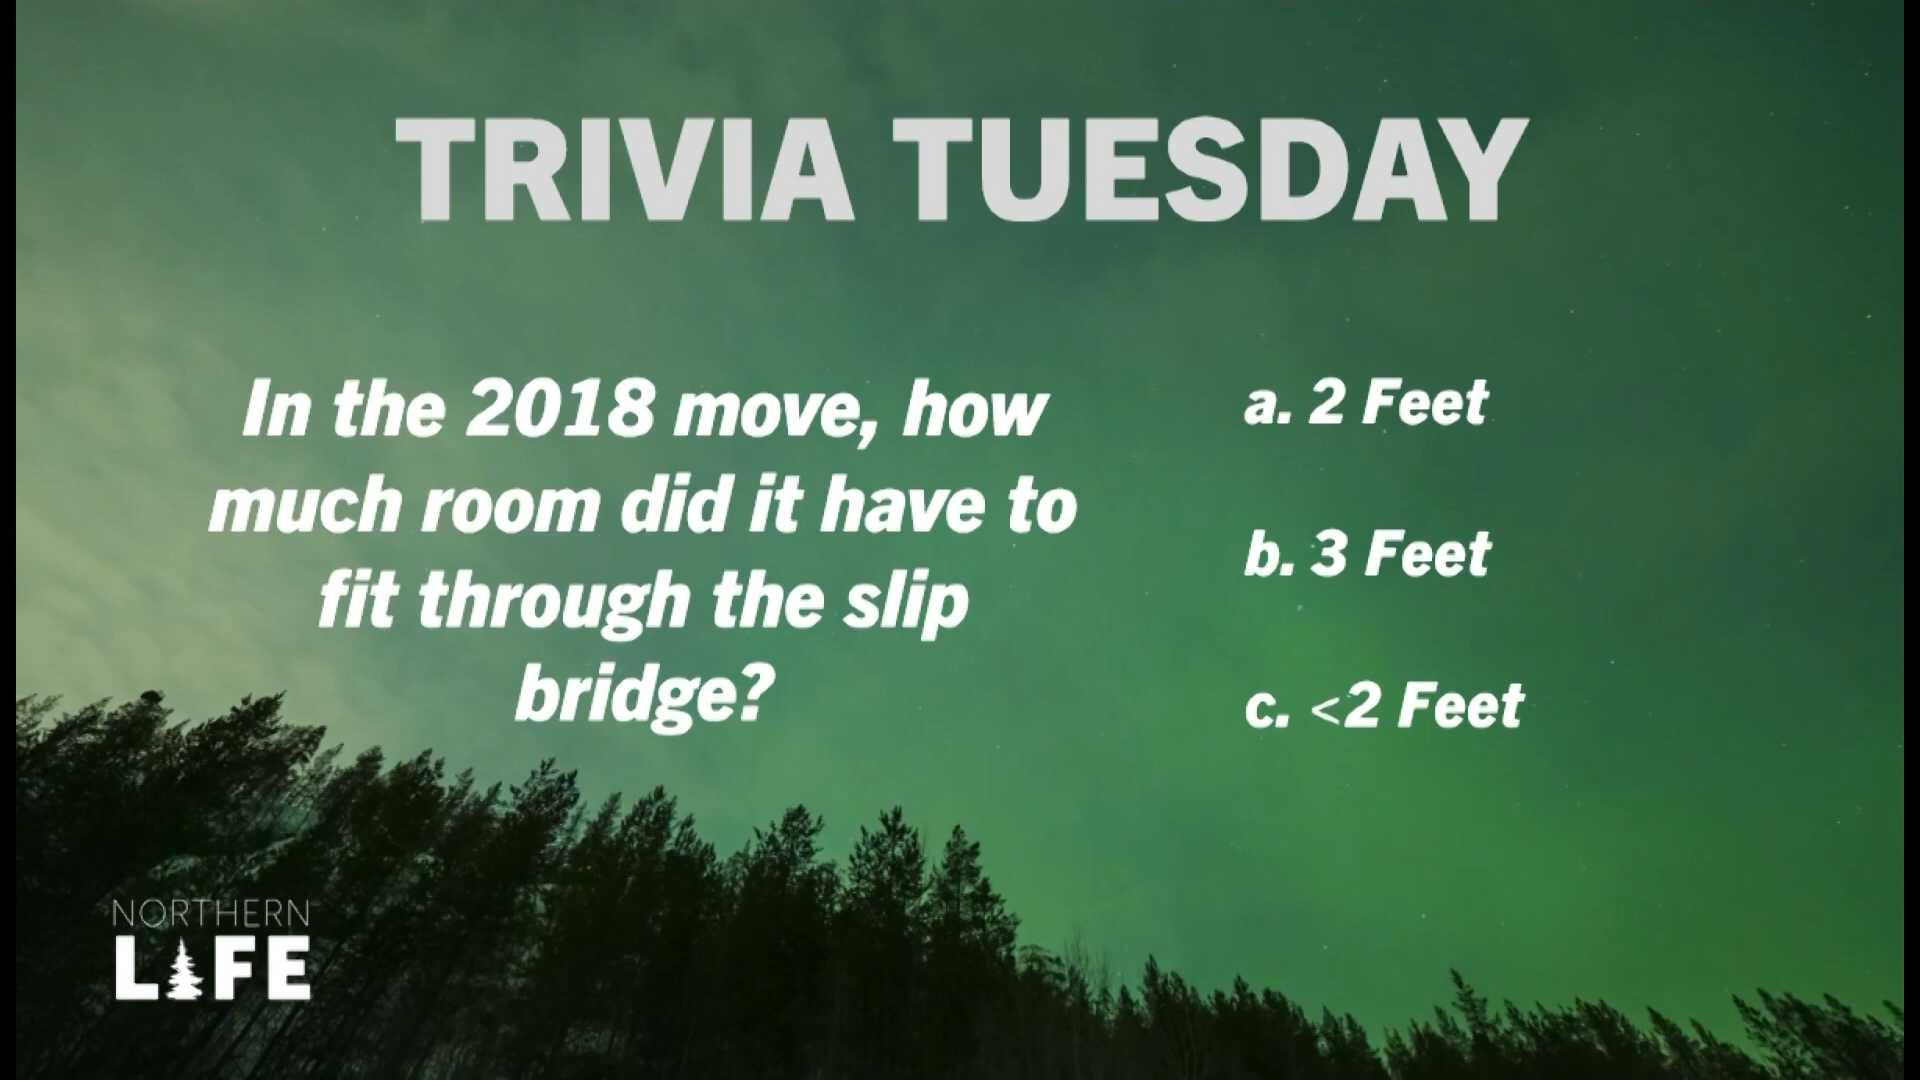 TRIVIA TUESDAY
In the 2018 move, how
much room did it have to
fit through the slip
bridge?
a. 2 Feet
b. 3 Feet
c. <2 Feet
NORTHERN
LIFE